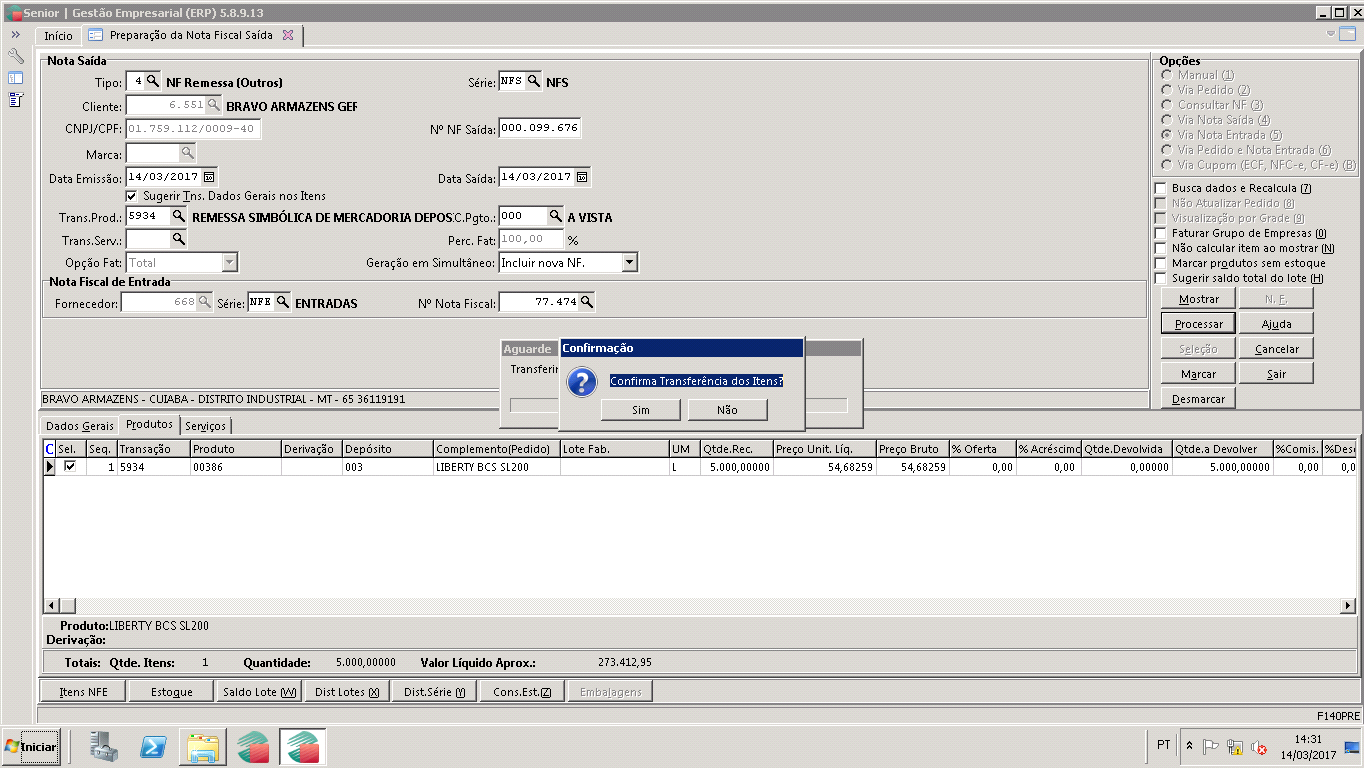 Senior | Gestão Empresarial (ERP) 5.8.9.13
Início Preparação da Nota Fiscal Saída
Nota Saída
Tipo: 4 NF Remessa (Outros) Série: NFS NFS
Cliente: 6.551 BRAVO ARMAZENS GEF
CNPJ/CPF: 01.759.112/0009-40 Nº NF Saída: 000.099.676
Marca:
Data Emissão: 14/03/2017 Data Saída: 14/03/2017
Sugerir Tns. Dados Gerais nos Itens
Trans.Prod.: 5934 REMESSA SIMBÓLICA DE MERCADORIA DEPOS C.Pgto.: 000 A VISTA
Trans.Serv.: Perc. Fat: 100,00 %
Opção Fat: Total Geração em Simultâneo: Incluir nova NF.
Nota Fiscal de Entrada
Fornecedor: 668 Série: NFE ENTRADAS Nº Nota Fiscal: 77.474
Opções
Manual (1)
Via Pedido (2)
Consultar NF (3)
Via Nota Saída (4)
Via Nota Entrada (5)
Via Pedido e Nota Entrada (6)
Via Cupom (ECF, NFC-e, CF-e) (B)
Busca dados e Recalcula (7)
Não Atualizar Pedido (8)
Visualização por Grade (9)
Faturar Grupo de Empresas (0)
Não calcular item ao mostrar (N)
Marcar produtos sem estoque
Sugerir saldo total do lote (H)
Mostrar N. F.
Processar Ajuda
Seleção Cancelar
Marcar Sair
Desmarcar
Aguarde
Transferir
Confirmação
Confirma Transferência dos Itens?
Sim Não
BRAVO ARMAZENS - CUIABA - DISTRITO INDUSTRIAL - MT - 65 36119191
Dados Gerais Produtos Serviços
C Sel. Seq. Transação Produto Derivação Depósito Complemento(Pedido) Lote Fab. UM Qtde.Rec. Preço Unit. Líq. Preço Bruto % Oferta % Acréscimo Qtde.Devolvida Qtde.a Devolver %Comis. %Desc
1 5934 00386 003 LIBERTY BCS SL200 L 5.000,00000 54,68259 54,68259 0,00 0,00 0,00000 5.000,00000 0,00 0,0
Produto:LIBERTY BCS SL200
Derivação:
Totais: Qtde. Itens: 1 Quantidade: 5.000,00000 Valor Líquido Aprox.: 273.412,95
Itens NFE Estoque Saldo Lote (W) Dist Lotes (X) Dist.Série (Y) Cons.Est.(Z) Embalagens
F140PRE
Iniciar PT 14:31
14/03/2017